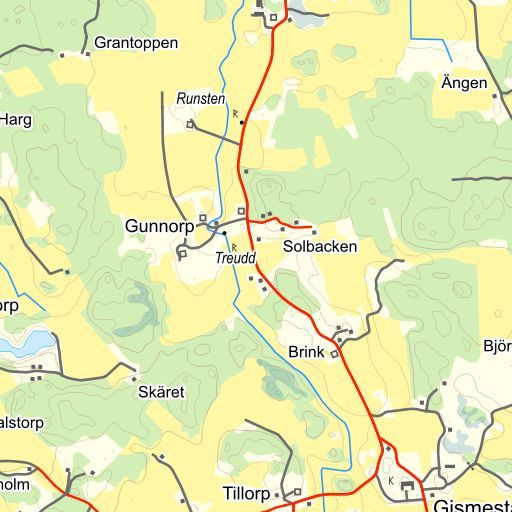 Grantoppen
Ängen
Runsten
R
Harg
Gunnorp
Solbacken
R
Treudd
Brink
Skäret
Tillorp
K